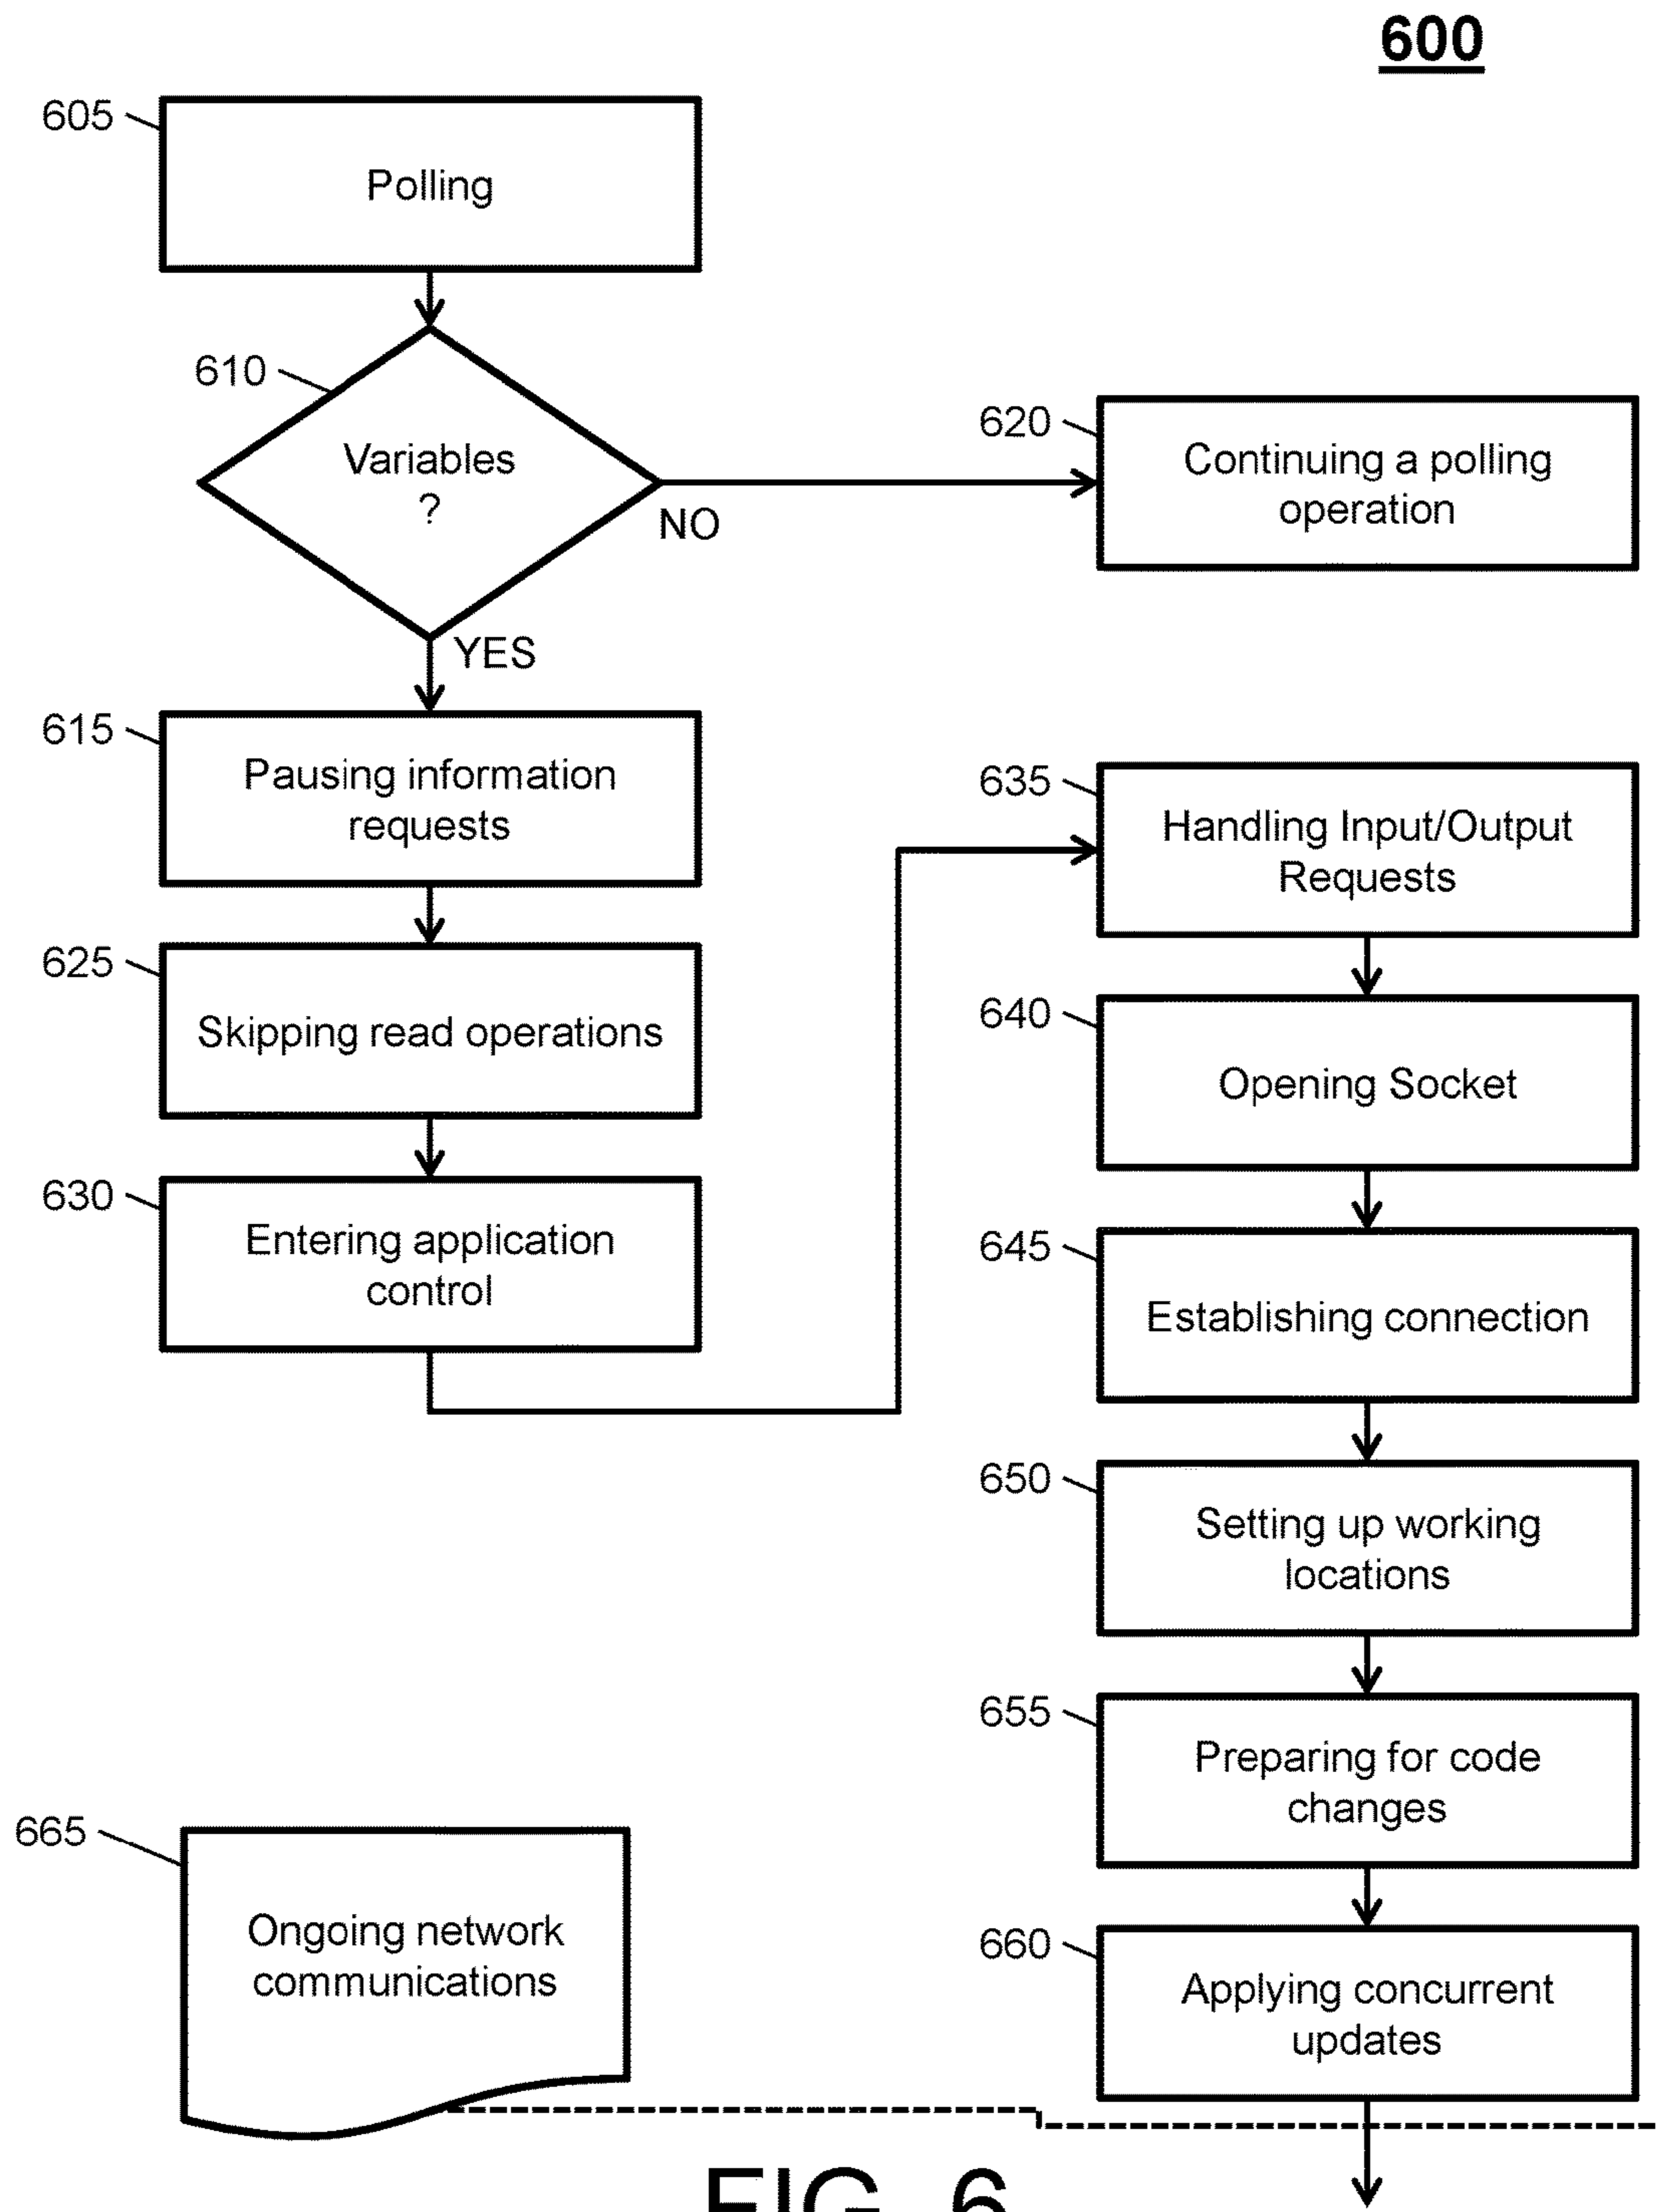 600
605
Polling
610
Variables
?
NO
620
Continuing a polling
operation
YES
615
Pausing information
requests
625
Skipping read operations
630
Entering application
control
635
Handling Input/Output
Requests
640
Opening Socket
645
Establishing connection
650
Setting up working
locations
655
Preparing for code
changes
660
Applying concurrent
updates
665
Ongoing network
communications
FIG. 6